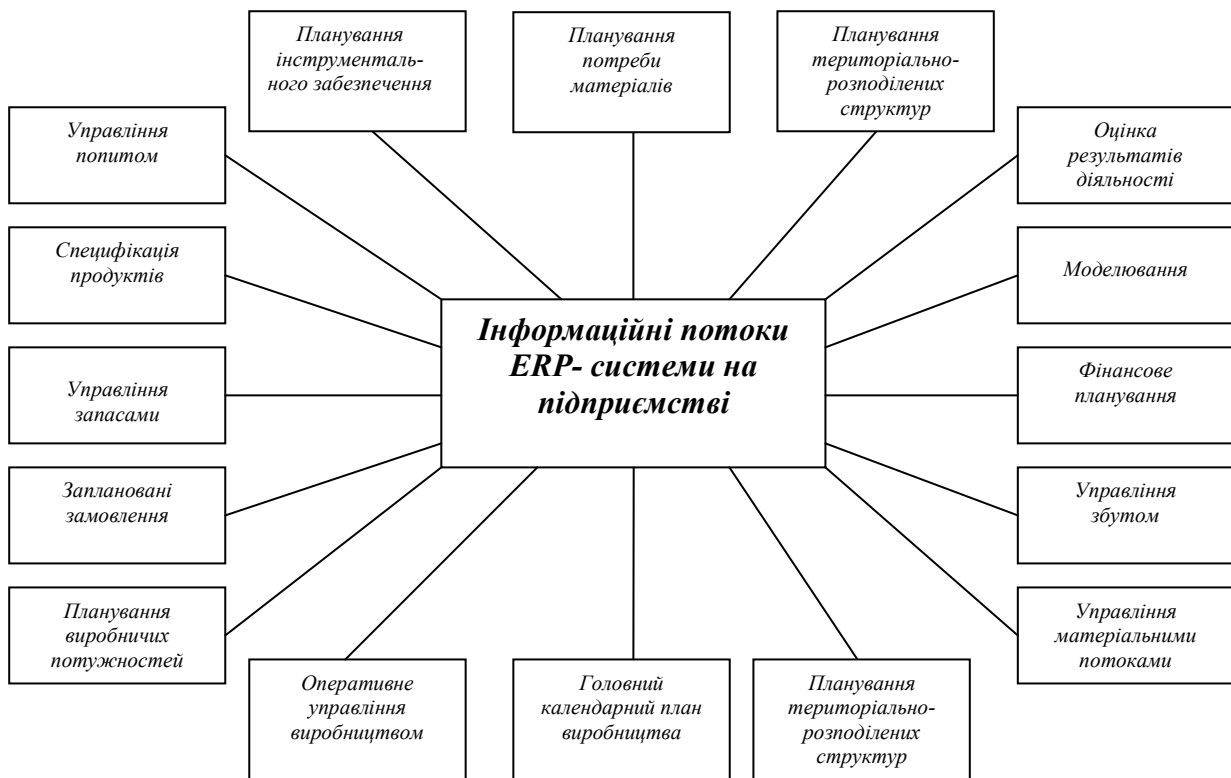 Планування
інструменталь-
ного забезпечення
Планування
потреби
матеріалів
Планування
територіально-
розподілених
структур
Управління
попитом
Оцінка
результатів
діяльності
Специфікація
продуктів
Моделювання
Інформаційні потоки
ERP- системи на
підприємстві
Управління
запасами
Фінансове
планування
Заплановані
замовлення
Управління
збутом
Планування
виробничих
потужностей
Управління
матеріальними
потоками
Оперативне
управління
виробництвом
Головний
календарний план
виробництва
Планування
територіально-
розподілених
структур